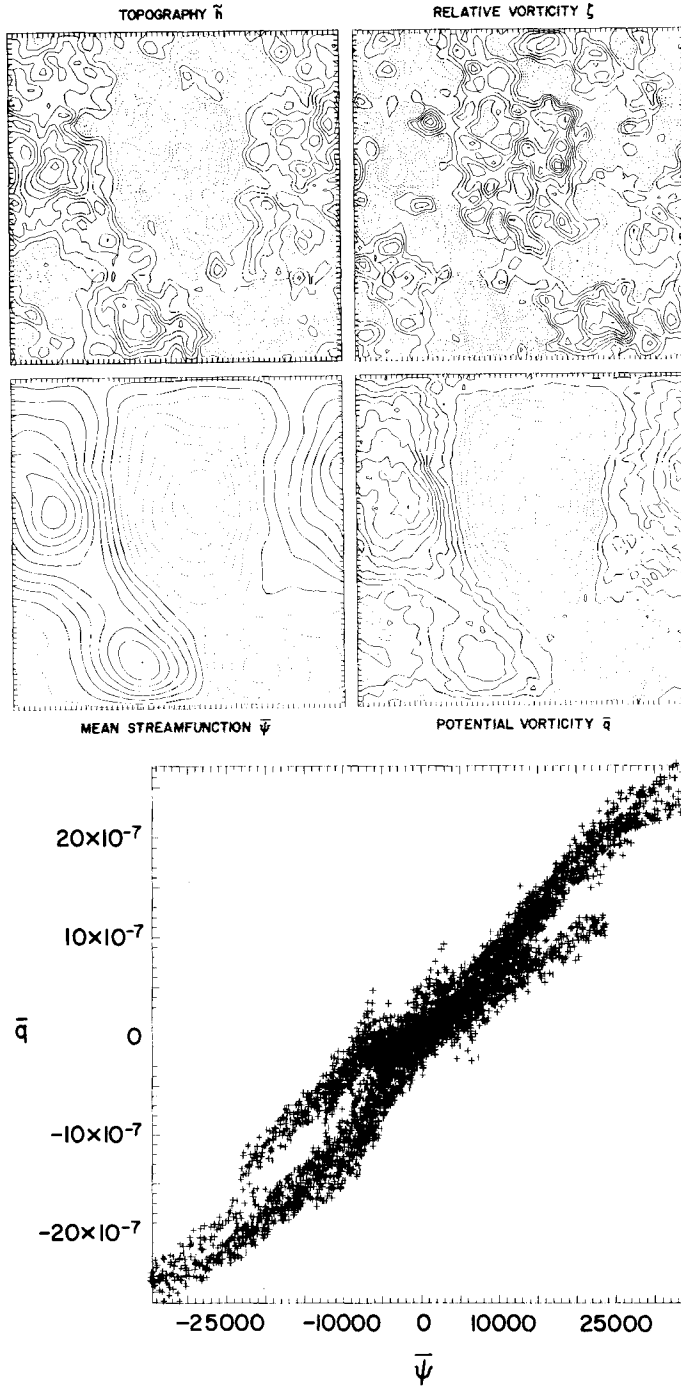 TOPOGRAPHY h̃
RELATIVE VORTICITY ζ̄
MEAN STREAMFUNCTION ψ̄
POTENTIAL VORTICITY q̄
20×10⁻⁷
10×10⁻⁷
q̄
0
-10×10⁻⁷
-20×10⁻⁷
-25000 -10000 0 10000 25000
ψ̄